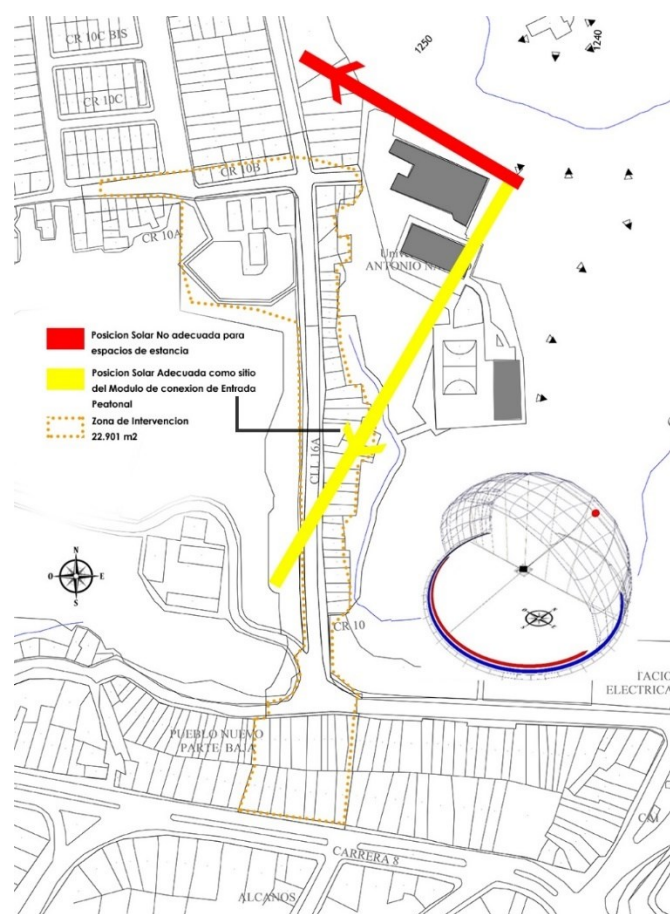 CR 10C BIS
1250
1240
CR 10C
CR 10B
CR 10A
ANTONIO
Posicion Solar No adecuada para
espacios de estancia
Posicion Solar Adecuada como sitio
del Modulo de conexion de Entrada
Peatonal
Zona de Intervencion
22.901 m2
CLL 16A
N
O E
S
CR 10
ELECTRICA
PUEBLO NUEVO
PARTE BAJA
CARRERA 8
ALCANOS